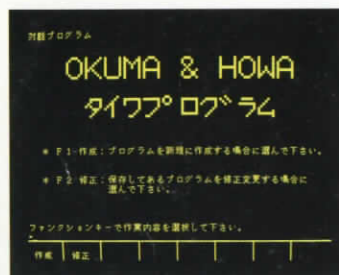 対話プログラム
OKUMA & HOWA
タイワプログラム
* F1-作成:プログラムを新規に作成する場合に選んで下さい。
* F2-修正:保存してあるプログラムを修正変更する場合に
選んで下さい。
ファンクションキーで作業内容を選択して下さい。
作成 修正